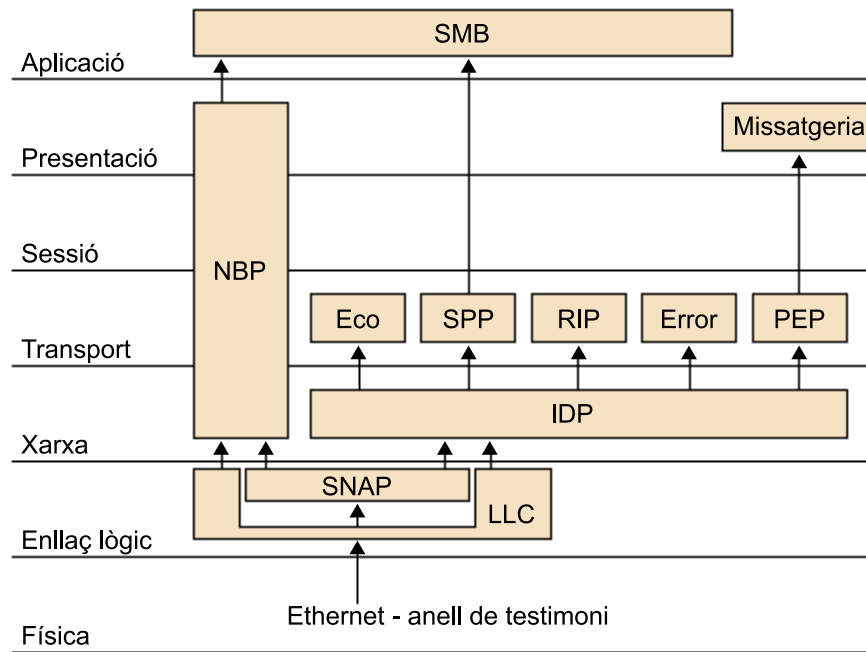 SMB
Aplicació
Missatgeria
Presentació
Sessió
NBP
Eco
SPP
RIP
Error
PEP
Transport
IDP
Xarxa
SNAP
LLC
Enllaç lògic
Ethernet - anell de testimoni
Física